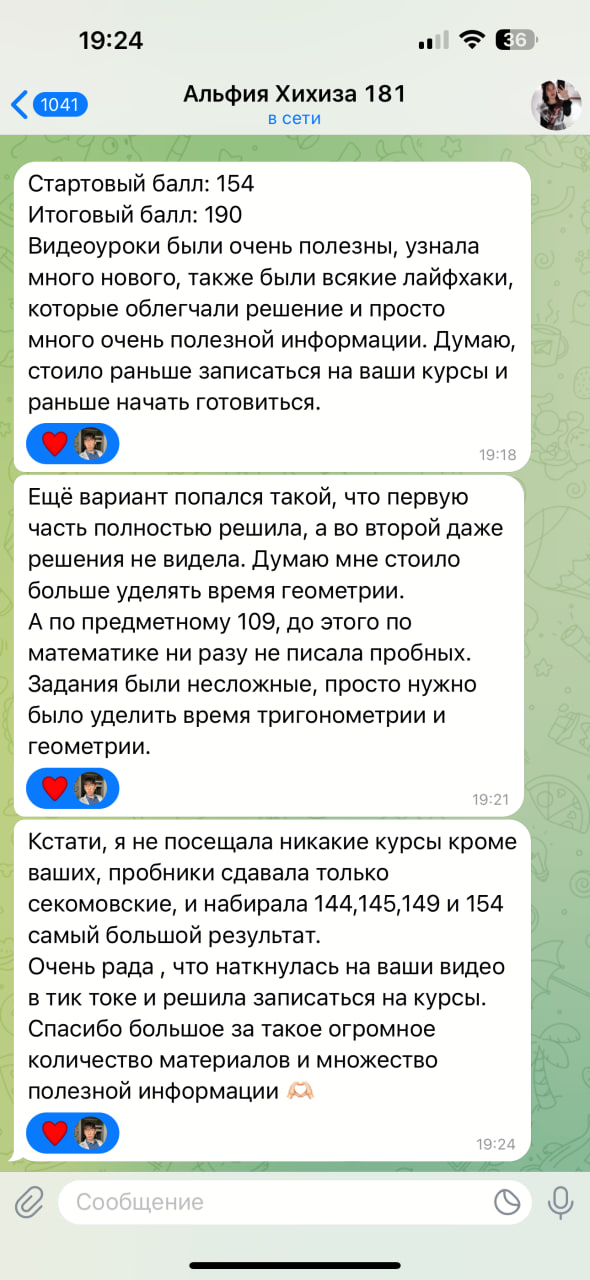 19:24
36
1041
Альфия Хихиза 181
в сети
Стартовый балл: 154
Итоговый балл: 190
Видеоуроки были очень полезны, узнала
много нового, также были всякие лайфхаки,
которые облегчали решение и просто
много очень полезной информации. Думаю,
стоило раньше записаться на ваши курсы и
раньше начать готовиться.
19:18
Ещё вариант попался такой, что первую
часть полностью решила, а во второй даже
решения не видела. Думаю мне стоило
больше уделять время геометрии.
А по предметному 109, до этого по
математике ни разу не писала пробных.
Задания были несложные, просто нужно
было уделить время тригонометрии и
геометрии.
19:21
Кстати, я не посещала никакие курсы кроме
ваших, пробники сдавала только
секомовские, и набирала 144,145,149 и 154
самый большой результат.
Очень рада , что наткнулась на ваши видео
в тик токе и решила записаться на курсы.
Спасибо большое за такое огромное
количество материалов и множество
полезной информации 🫶🏻
19:24
Сообщение